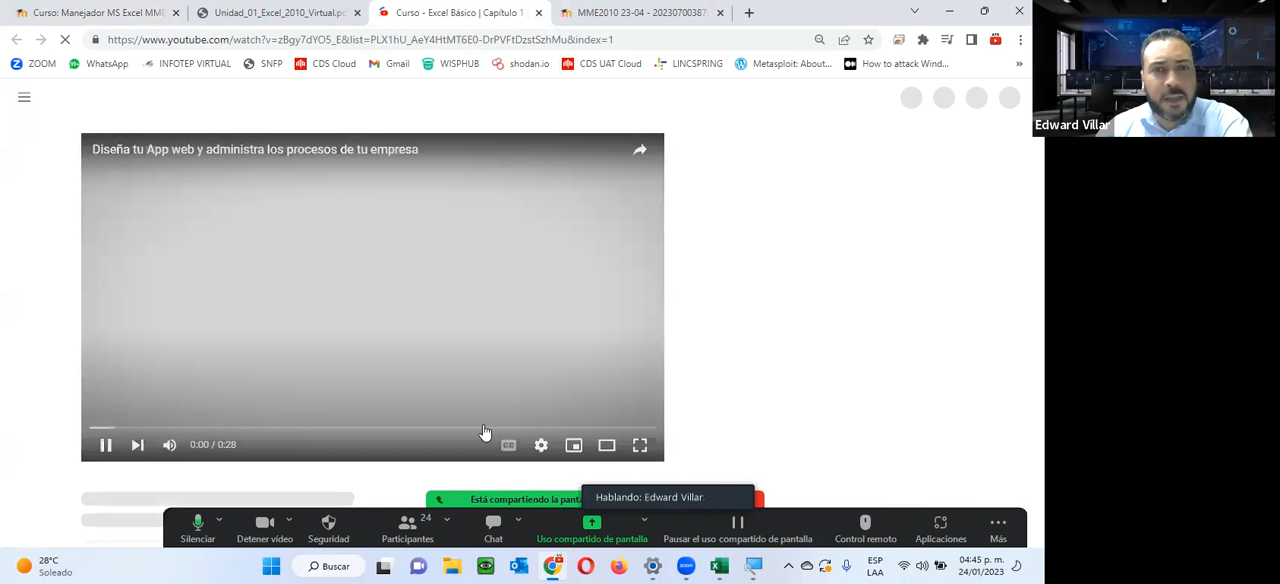 Curso: Manejador MS Excel MME
Unidad_01_Excel_2010_Virtual.pd
Curso - Excel Básico | Capítulo 1
MME2010 23-04 - 2023070038
https://www.youtube.com/watch?v=zBgy7dYO5_E&list=PLX1hU_AeY4HtMT6E0-DrPVFtDzstSzhMu&index=1
ZOOM WhatsApp INFOTEP VIRTUAL SNFP CDS Cloud Gmail WISPHUB shodan.io CDS UAT Cloud LINCSPRING Metasploit: About... How to attack Wind... »
Edward Villar
Diseña tu App web y administra los procesos de tu empresa
0:00 / 0:28
CC
Está compartiendo la panta
Hablando: Edward Villar
24
Silenciar Detener video Seguridad Participantes Chat Uso compartido de pantalla Pausar el uso compartido de pantalla Control remoto Aplicaciones Más
28°C
Soleado
Buscar
ESP
LAA
04:45 p. m.
24/01/2023